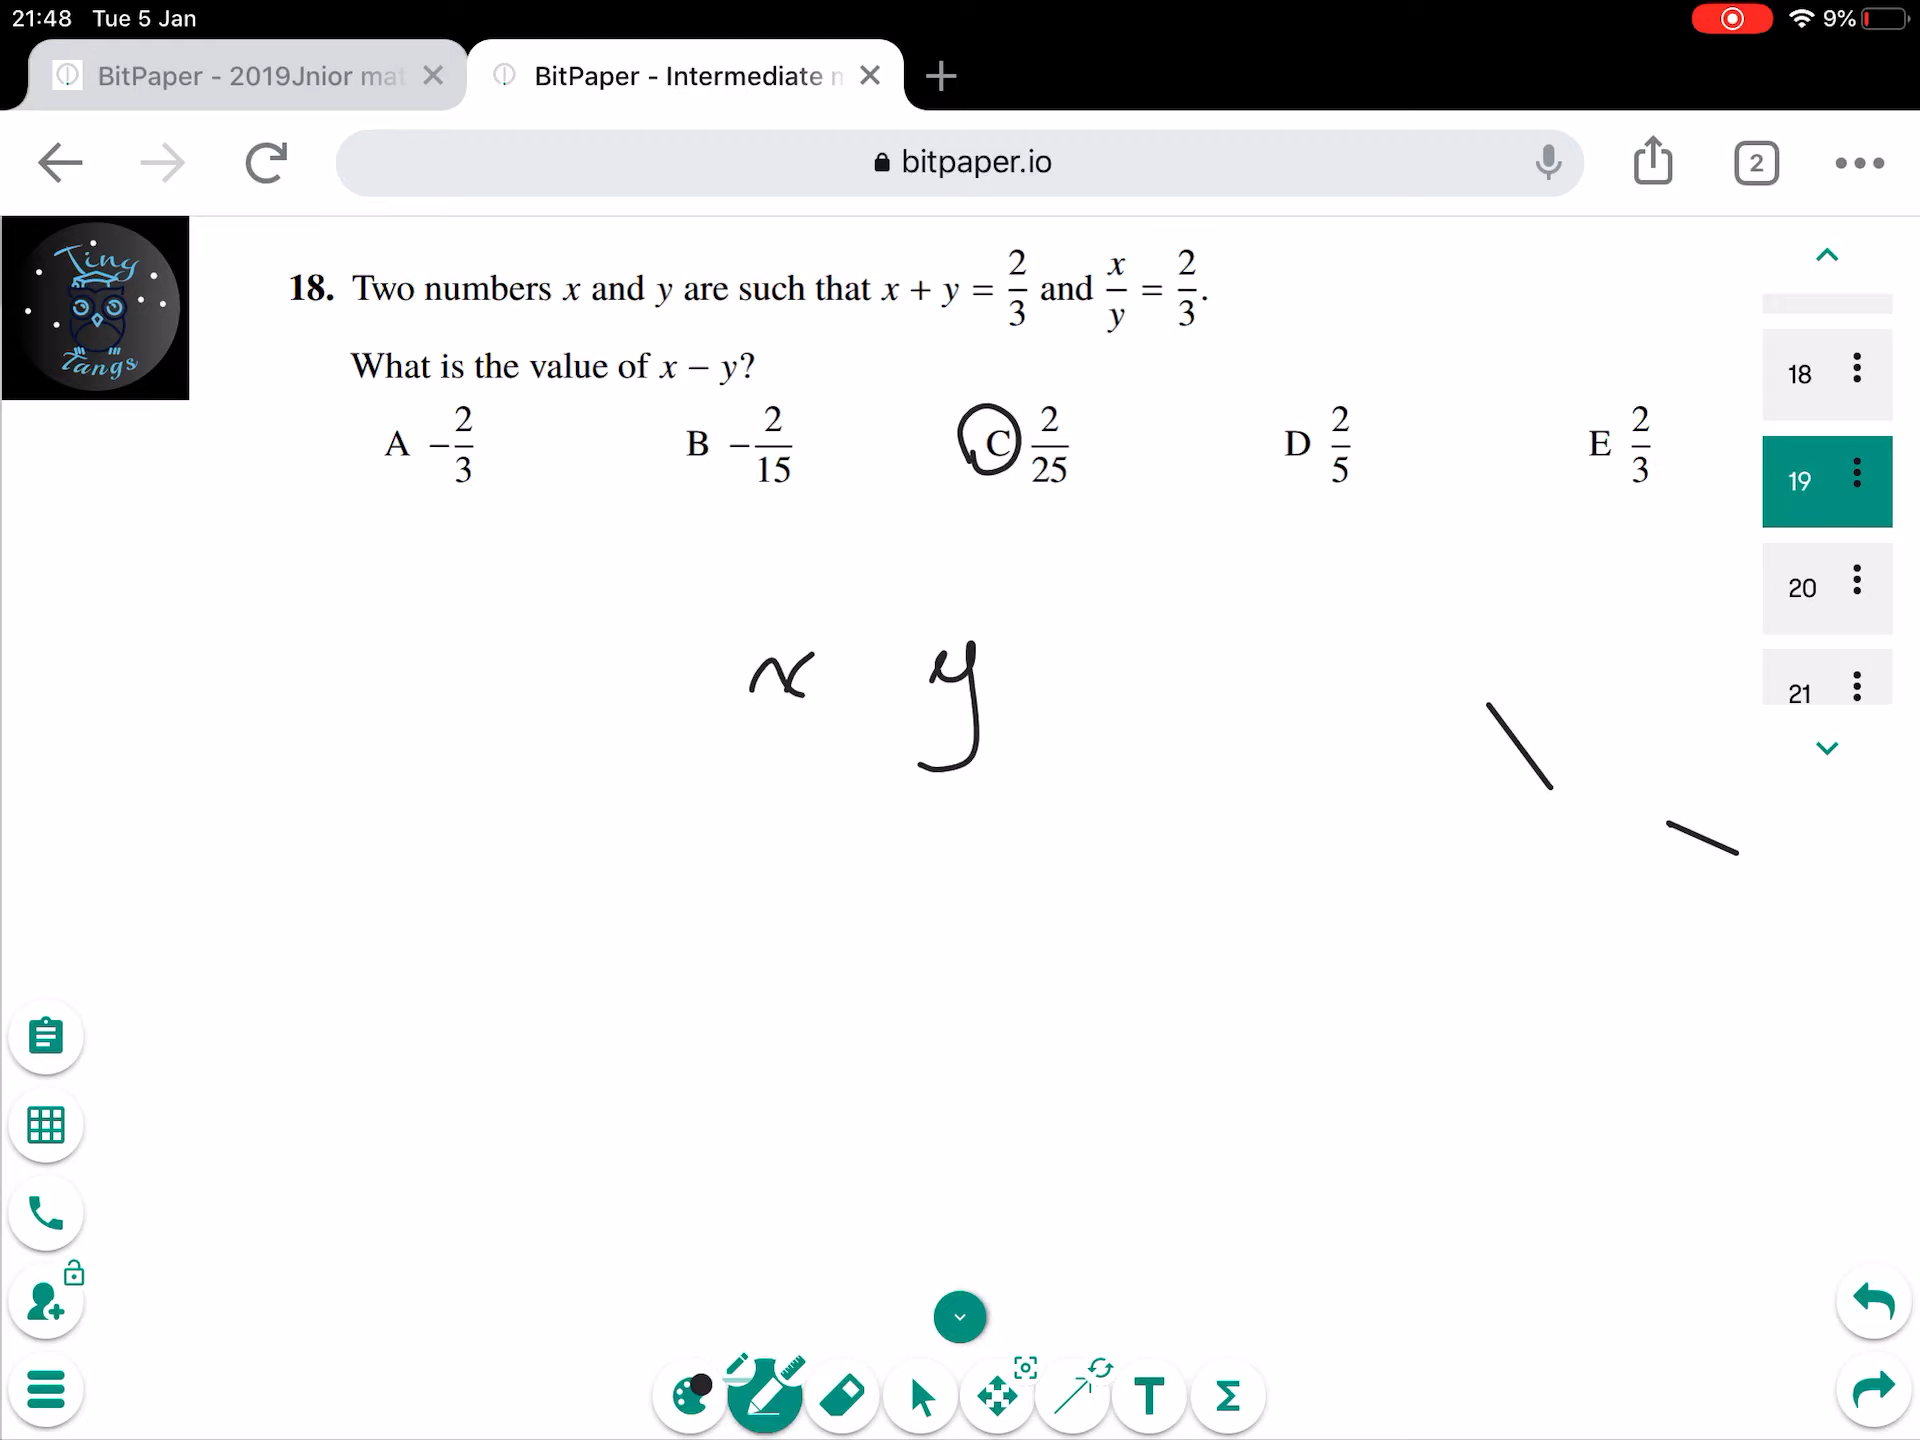 21:48 Tue 5 Jan 9%
BitPaper - 2019Jnior mat BitPaper - Intermediate m
bitpaper.io 2
Tiny
Tangs
18. Two numbers x and y are such that x + y = 2/3 and x/y = 2/3.
What is the value of x − y?
A −2/3 B −2/15 C 2/25 D 2/5 E 2/3
18
19
20
21
x y
T Σ